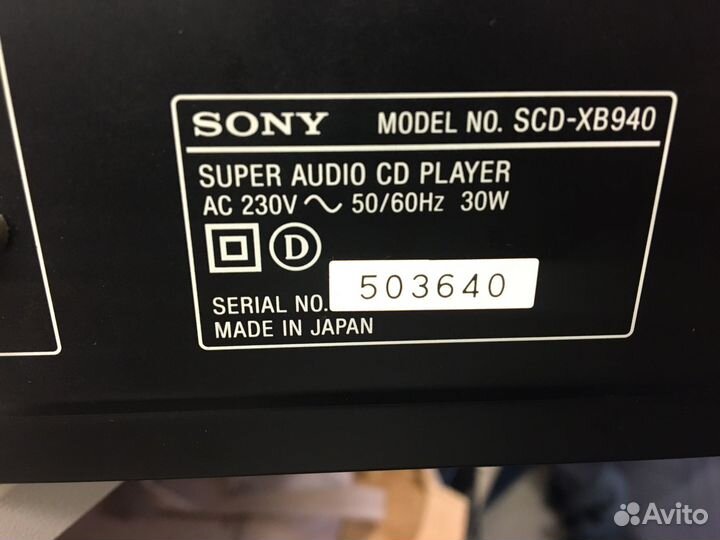 SONY MODEL NO. SCD-XB940
SUPER AUDIO CD PLAYER
AC 230V ~ 50/60Hz 30W
D
SERIAL NO. 503640
MADE IN JAPAN
Avito